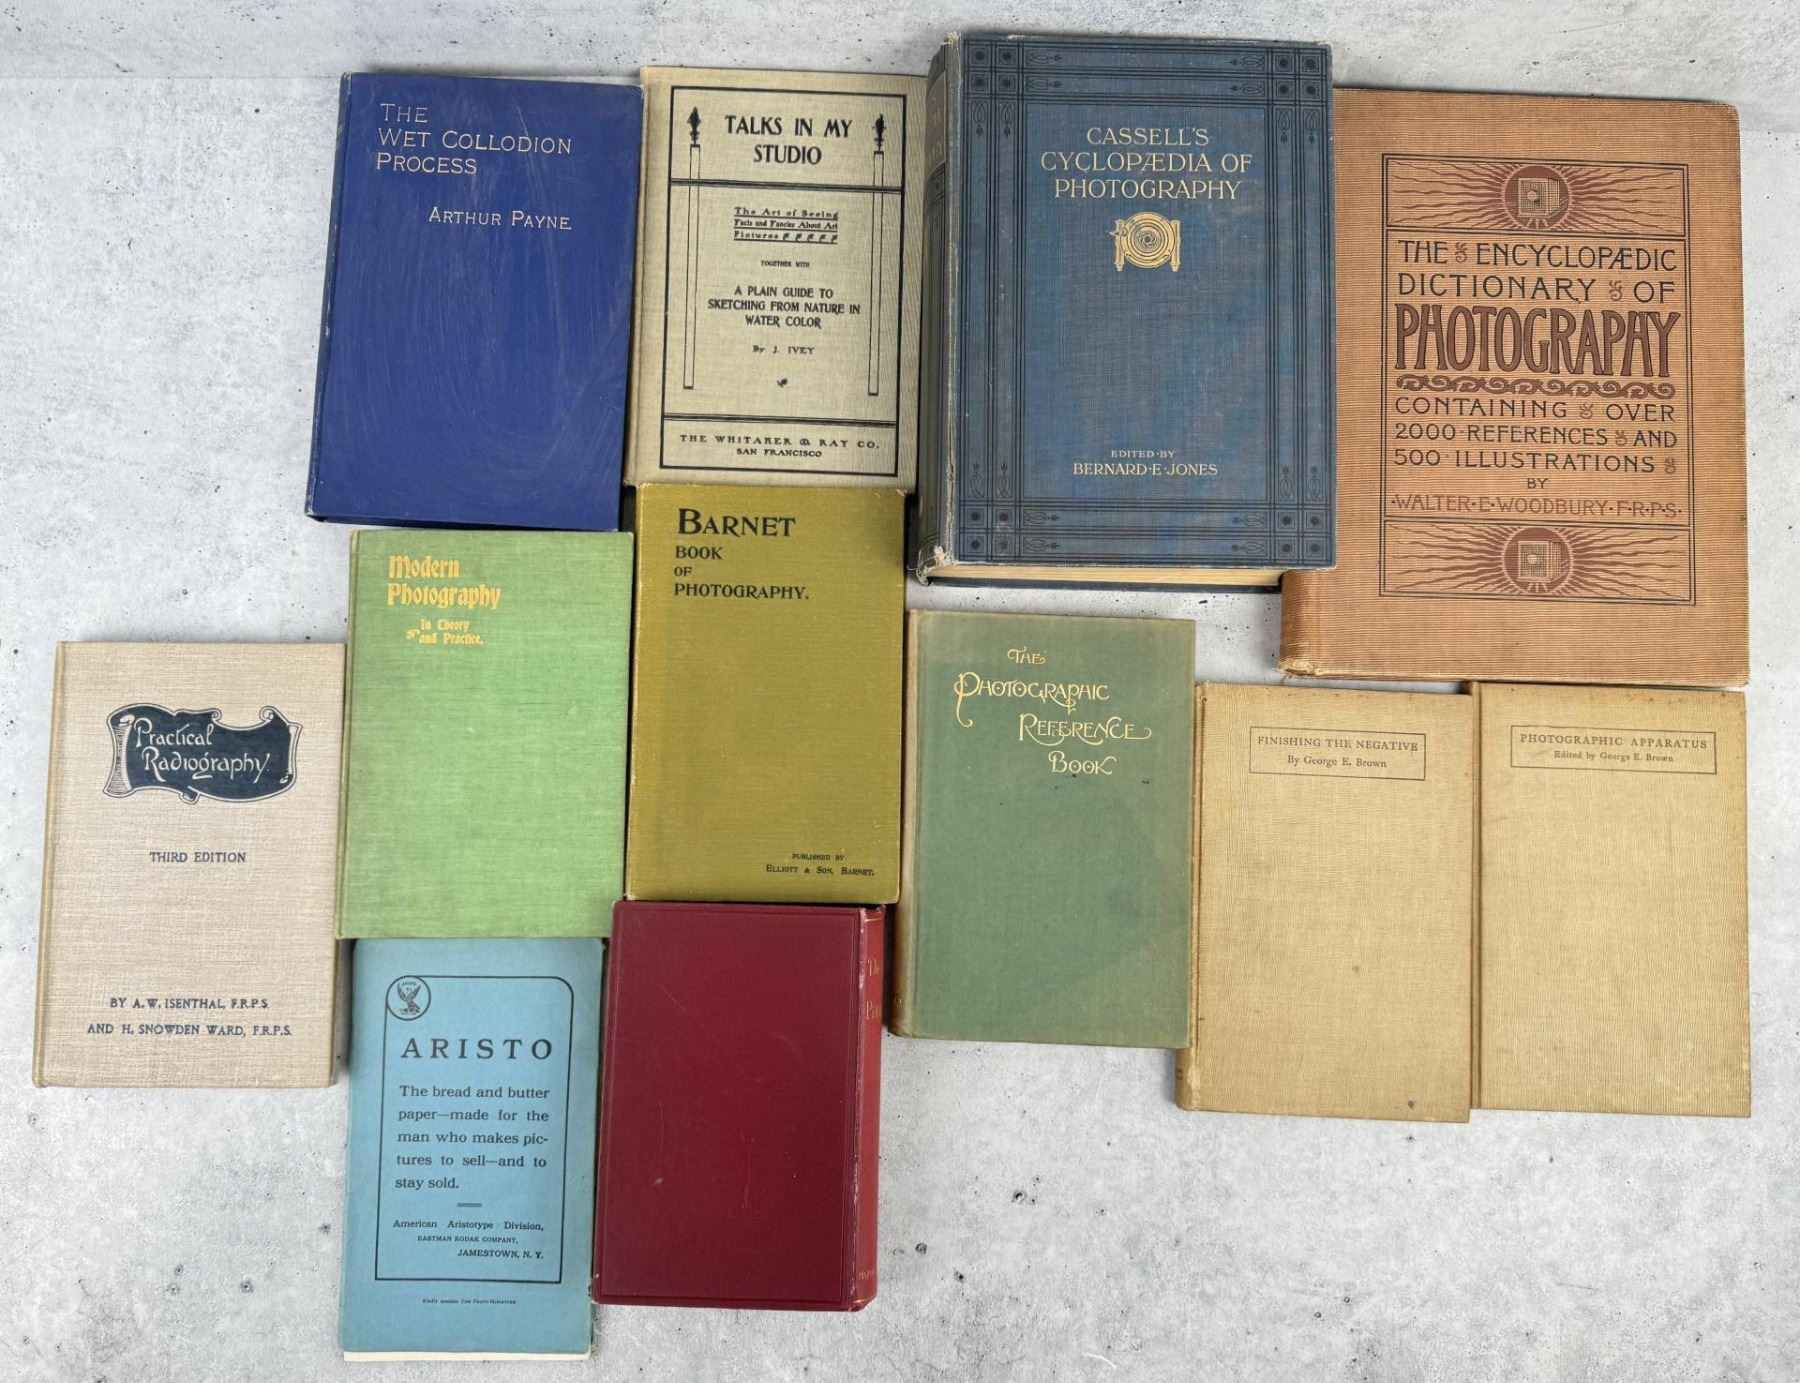 THE
WET COLLODION
PROCESS
ARTHUR PAYNE
TALKS IN MY
STUDIO
The Art of Seeing
Facts and Fancies About Art
Pictures
TOGETHER WITH
A PLAIN GUIDE TO
SKETCHING FROM NATURE IN
WATER COLOR
By J. IVEY
THE WHITAKER & RAY CO.
SAN FRANCISCO
CASSELL'S
CYCLOPÆDIA OF
PHOTOGRAPHY
EDITED·BY
BERNARD·E·JONES
THE ENCYCLOPÆDIC
DICTIONARY OF
PHOTOGRAPHY
CONTAINING OVER
2000·REFERENCES AND
500·ILLUSTRATIONS
BY
·WALTER·E·WOODBURY·F·R·P·S·
Practical
Radiography.
THIRD EDITION
BY A.W. ISENTHAL, F.R.P.S.
AND H. SNOWDEN WARD, F.R.P.S.
Modern
Photography
In Theory
and Practice.
BARNET
BOOK
OF
PHOTOGRAPHY.
PUBLISHED BY
ELLIOTT & SON, BARNET.
THE
PHOTOGRAPHIC
REFERENCE
BOOK
FINISHING THE NEGATIVE
By George E. Brown
PHOTOGRAPHIC APPARATUS
Edited by George E. Brown
ARISTO
ARISTO
The bread and butter
paper—made for the
man who makes pic-
tures to sell—and to
stay sold.
American Aristotype Division,
EASTMAN KODAK COMPANY,
JAMESTOWN, N. Y.
Kindly mention THE PHOTO-MINIATURE